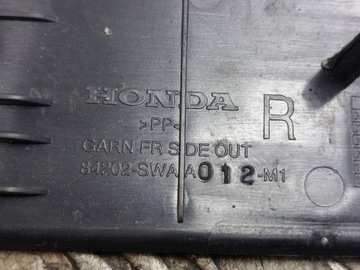 HONDA
>PP<
R
GARN FR SIDE OUT
84202-SWA A012-M1